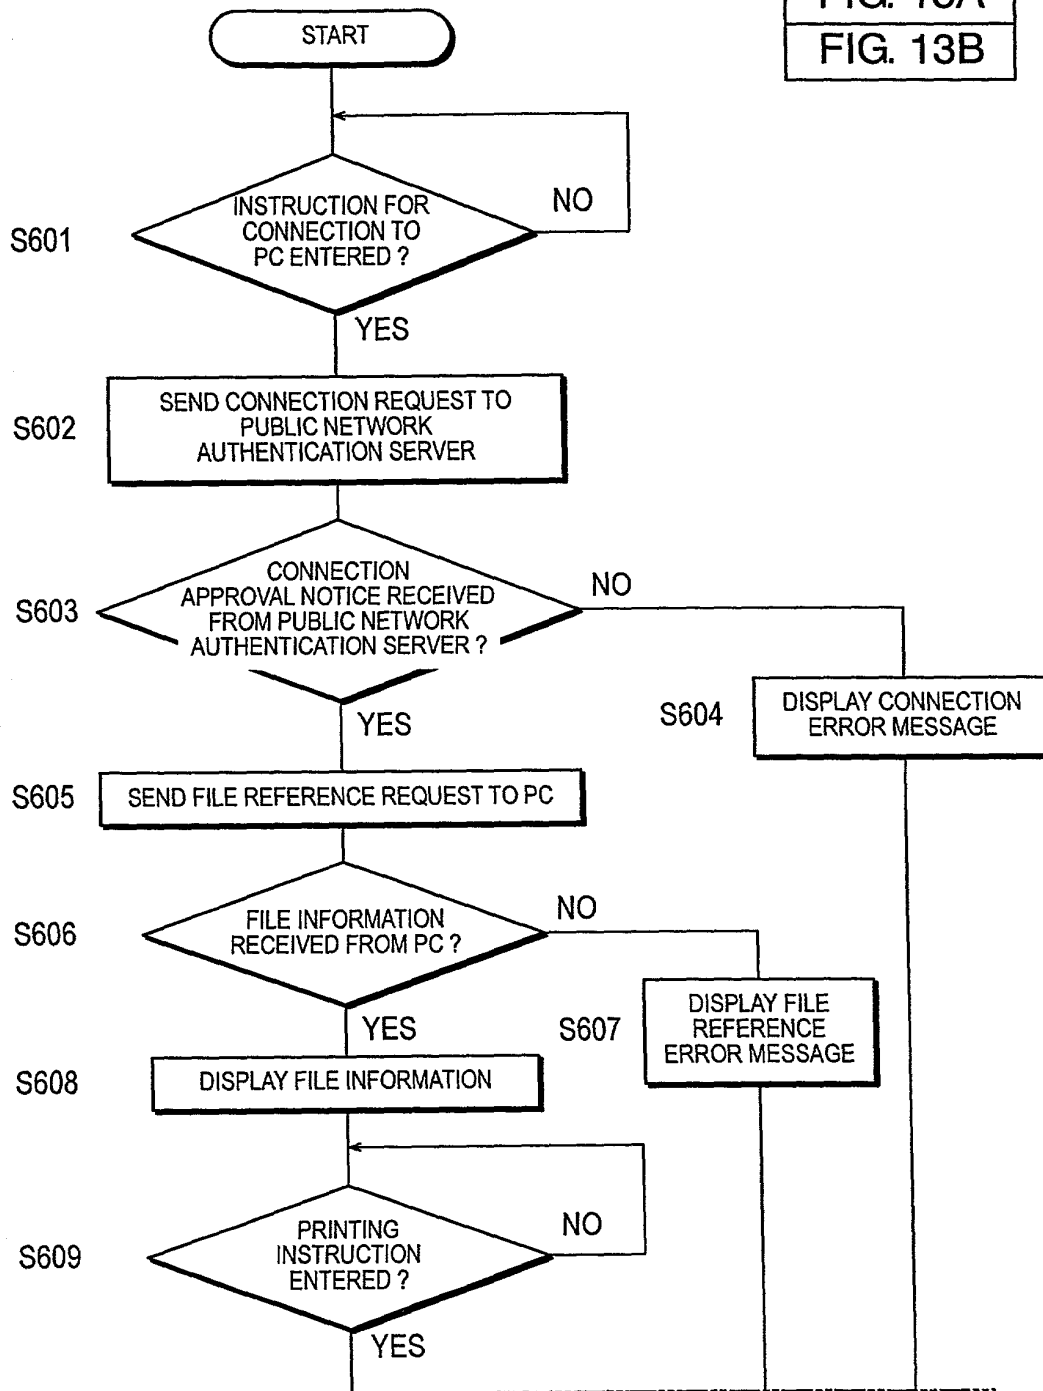 FIG. 13A
FIG. 13B
START
S601
INSTRUCTION FOR
CONNECTION TO
PC ENTERED ?
NO
YES
S602
SEND CONNECTION REQUEST TO
PUBLIC NETWORK
AUTHENTICATION SERVER
S603
CONNECTION
APPROVAL NOTICE RECEIVED
FROM PUBLIC NETWORK
AUTHENTICATION SERVER ?
NO
YES
S604
DISPLAY CONNECTION
ERROR MESSAGE
S605
SEND FILE REFERENCE REQUEST TO PC
S606
FILE INFORMATION
RECEIVED FROM PC ?
NO
YES
S607
DISPLAY FILE
REFERENCE
ERROR MESSAGE
S608
DISPLAY FILE INFORMATION
S609
PRINTING
INSTRUCTION
ENTERED ?
NO
YES